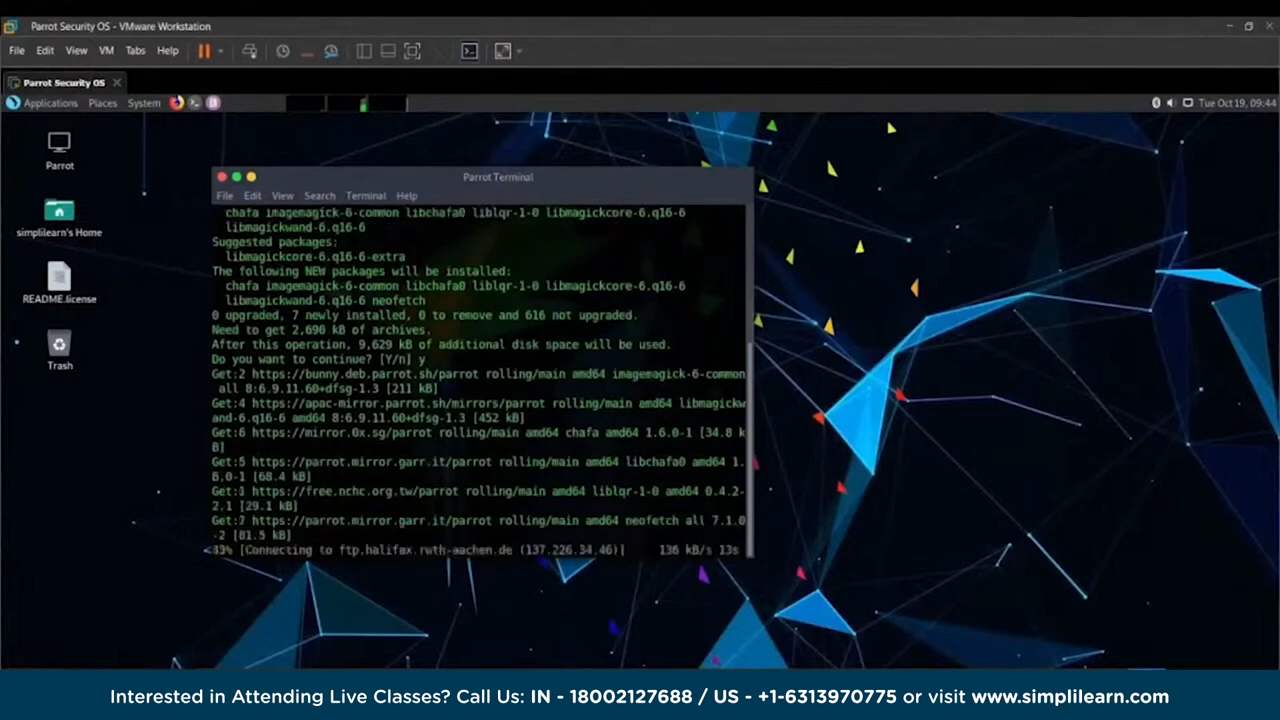 Parrot Security OS - VMware Workstation
File Edit View VM Tabs Help
Parrot Security OS
Applications Places System Tue Oct 19, 09:44
Parrot
simplilearn's Home
README.license
Trash
Parrot Terminal
File Edit View Search Terminal Help
chafa imagemagick-6-common libchafa0 liblqr-1-0 libmagickcore-6.q16-6
libmagickwand-6.q16-6
Suggested packages:
libmagickcore-6.q16-6-extra
The following NEW packages will be installed:
chafa imagemagick-6-common libchafa0 liblqr-1-0 libmagickcore-6.q16-6
libmagickwand-6.q16-6 neofetch
0 upgraded, 7 newly installed, 0 to remove and 616 not upgraded.
Need to get 2,690 kB of archives.
After this operation, 9,629 kB of additional disk space will be used.
Do you want to continue? [Y/n] y
Get:2 https://bunny.deb.parrot.sh/parrot rolling/main amd64 imagemagick-6-common
all 8:6.9.11.60+dfsg-1.3 [211 kB]
Get:4 https://apac-mirror.parrot.sh/mirrors/parrot rolling/main amd64 libmagickw
and-6.q16-6 amd64 8:6.9.11.60+dfsg-1.3 [452 kB]
Get:6 https://mirror.0x.sg/parrot rolling/main amd64 chafa amd64 1.6.0-1 [34.8 k
B]
Get:5 https://parrot.mirror.garr.it/parrot rolling/main amd64 libchafa0 amd64 1.
6.0-1 [68.4 kB]
Get:1 https://free.nchc.org.tw/parrot rolling/main amd64 liblqr-1-0 amd64 0.4.2-
2.1 [29.1 kB]
Get:7 https://parrot.mirror.garr.it/parrot rolling/main amd64 neofetch all 7.1.0
-2 [81.5 kB]
83% [Connecting to ftp.halifax.rwth-aachen.de (137.226.34.46)] 136 kB/s 13s
Interested in Attending Live Classes? Call Us: IN - 18002127688 / US - +1-6313970775 or visit www.simplilearn.com